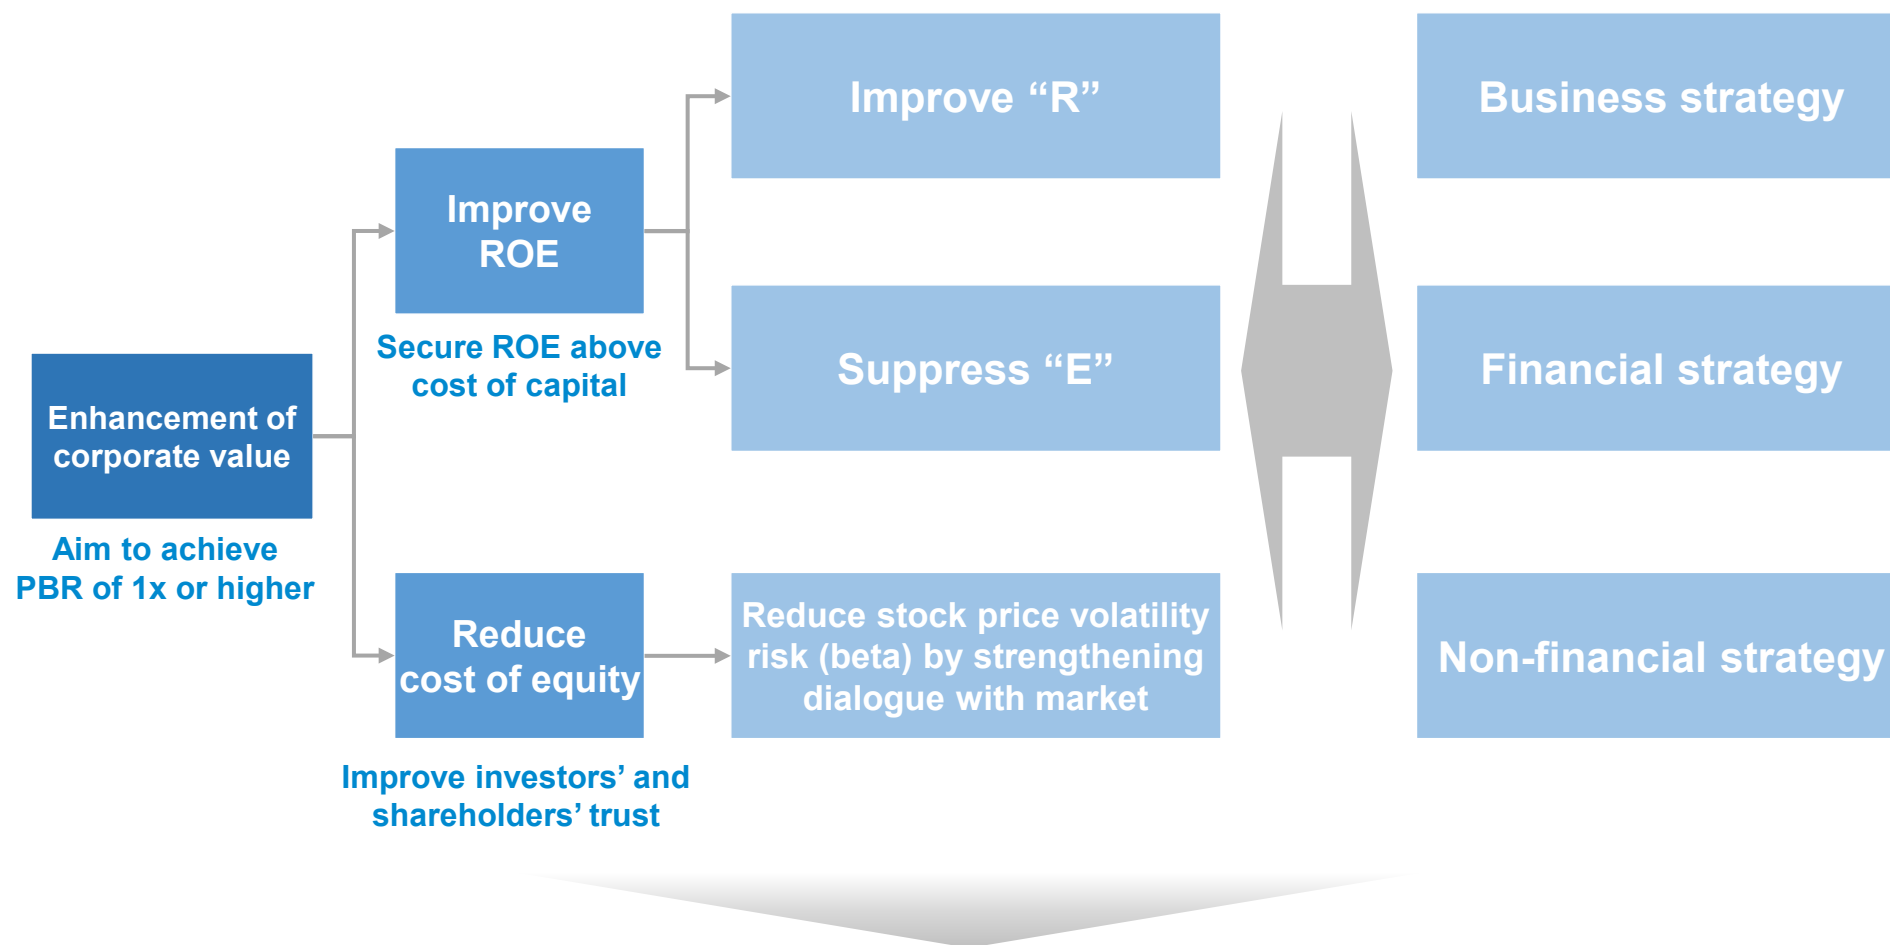 Improve “R”
Business strategy
Improve
ROE
Secure ROE above
cost of capital
Suppress “E”
Financial strategy
Enhancement of
corporate value
Aim to achieve
PBR of 1x or higher
Reduce
cost of equity
Reduce stock price volatility
risk (beta) by strengthening
dialogue with market
Non-financial strategy
Improve investors’ and
shareholders’ trust